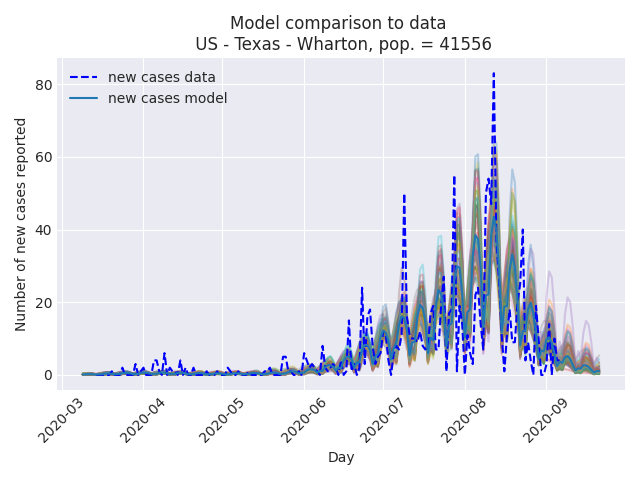 Model comparison to data
US - Texas - Wharton, pop. = 41556
new cases data
new cases model
Number of new cases reported
80
60
40
20
0
2020-03
2020-04
2020-05
2020-06
2020-07
2020-08
2020-09
Day